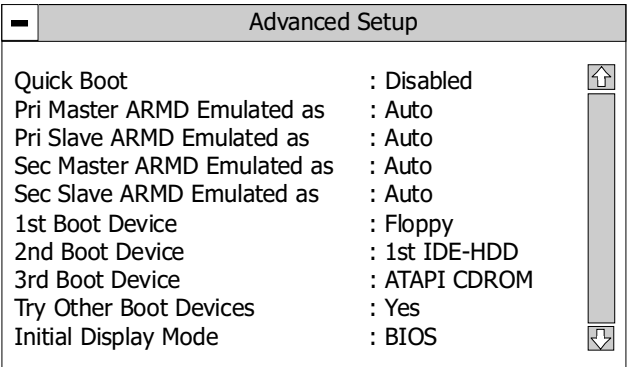 Advanced Setup
Quick Boot : Disabled
Pri Master ARMD Emulated as : Auto
Pri Slave ARMD Emulated as : Auto
Sec Master ARMD Emulated as : Auto
Sec Slave ARMD Emulated as : Auto
1st Boot Device : Floppy
2nd Boot Device : 1st IDE-HDD
3rd Boot Device : ATAPI CDROM
Try Other Boot Devices : Yes
Initial Display Mode : BIOS